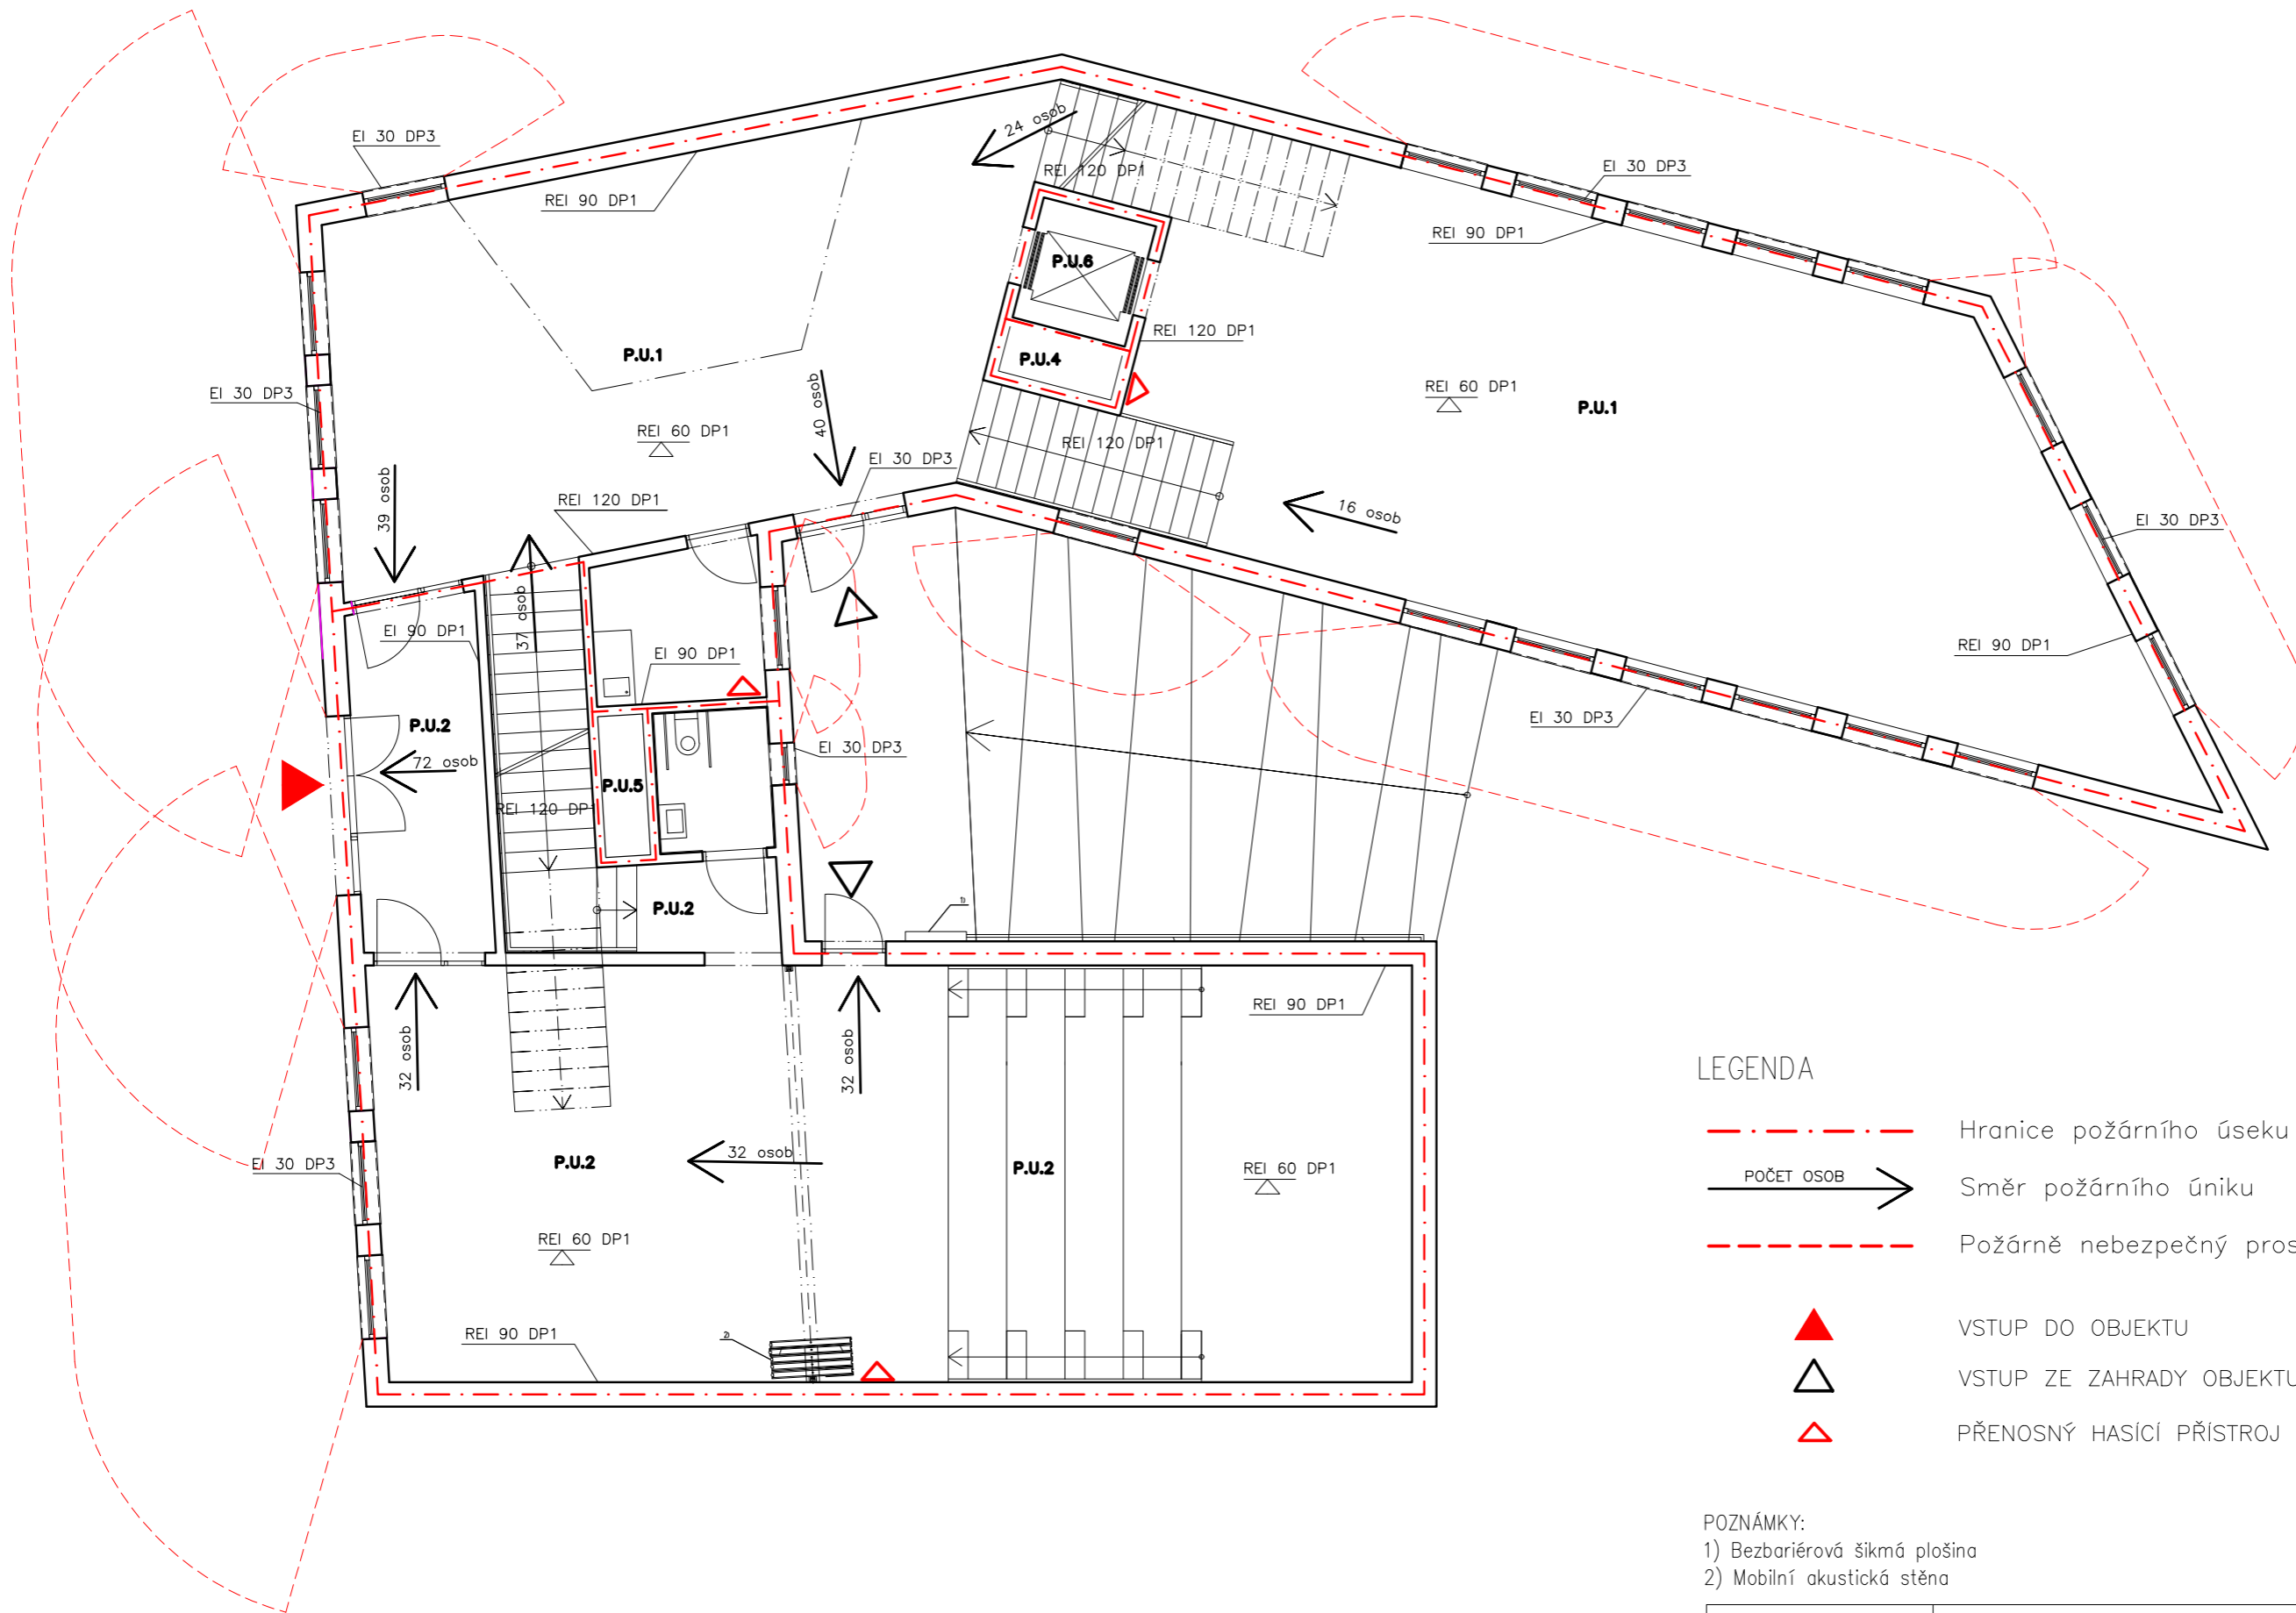 24 osob
EI 30 DP3
REI 120 DP1
EI 30 DP3
REI 90 DP1
REI 90 DP1
P.U.6
REI 120 DP1
P.U.1
P.U.4
EI 30 DP3
REI 60 DP1
P.U.1
40 osob
REI 60 DP1
REI 120 DP1
EI 30 DP3
39 osob
REI 120 DP1
16 osob
EI 30 DP3
37 osob
EI 90 DP1
EI 90 DP1
REI 90 DP1
P.U.2
EI 30 DP3
EI 30 DP3
72 osob
P.U.5
REI 120 DP1
P.U.2
REI 90 DP1
32 osob
32 osob
P.U.2
32 osob
P.U.2
REI 60 DP1
EI 30 DP3
REI 60 DP1
REI 90 DP1
2)
LEGENDA
Hranice požárního úseku
POČET OSOB
Směr požárního úniku
Požárně nebezpečný
VSTUP DO OBJEKTU
VSTUP ZE ZAHRADY OBJEKTU
PŘENOSNÝ HASÍCÍ PŘÍSTROJ
POZNÁMKY:
1) Bezbariérová šikmá plošina
2) Mobilní akustická stěna